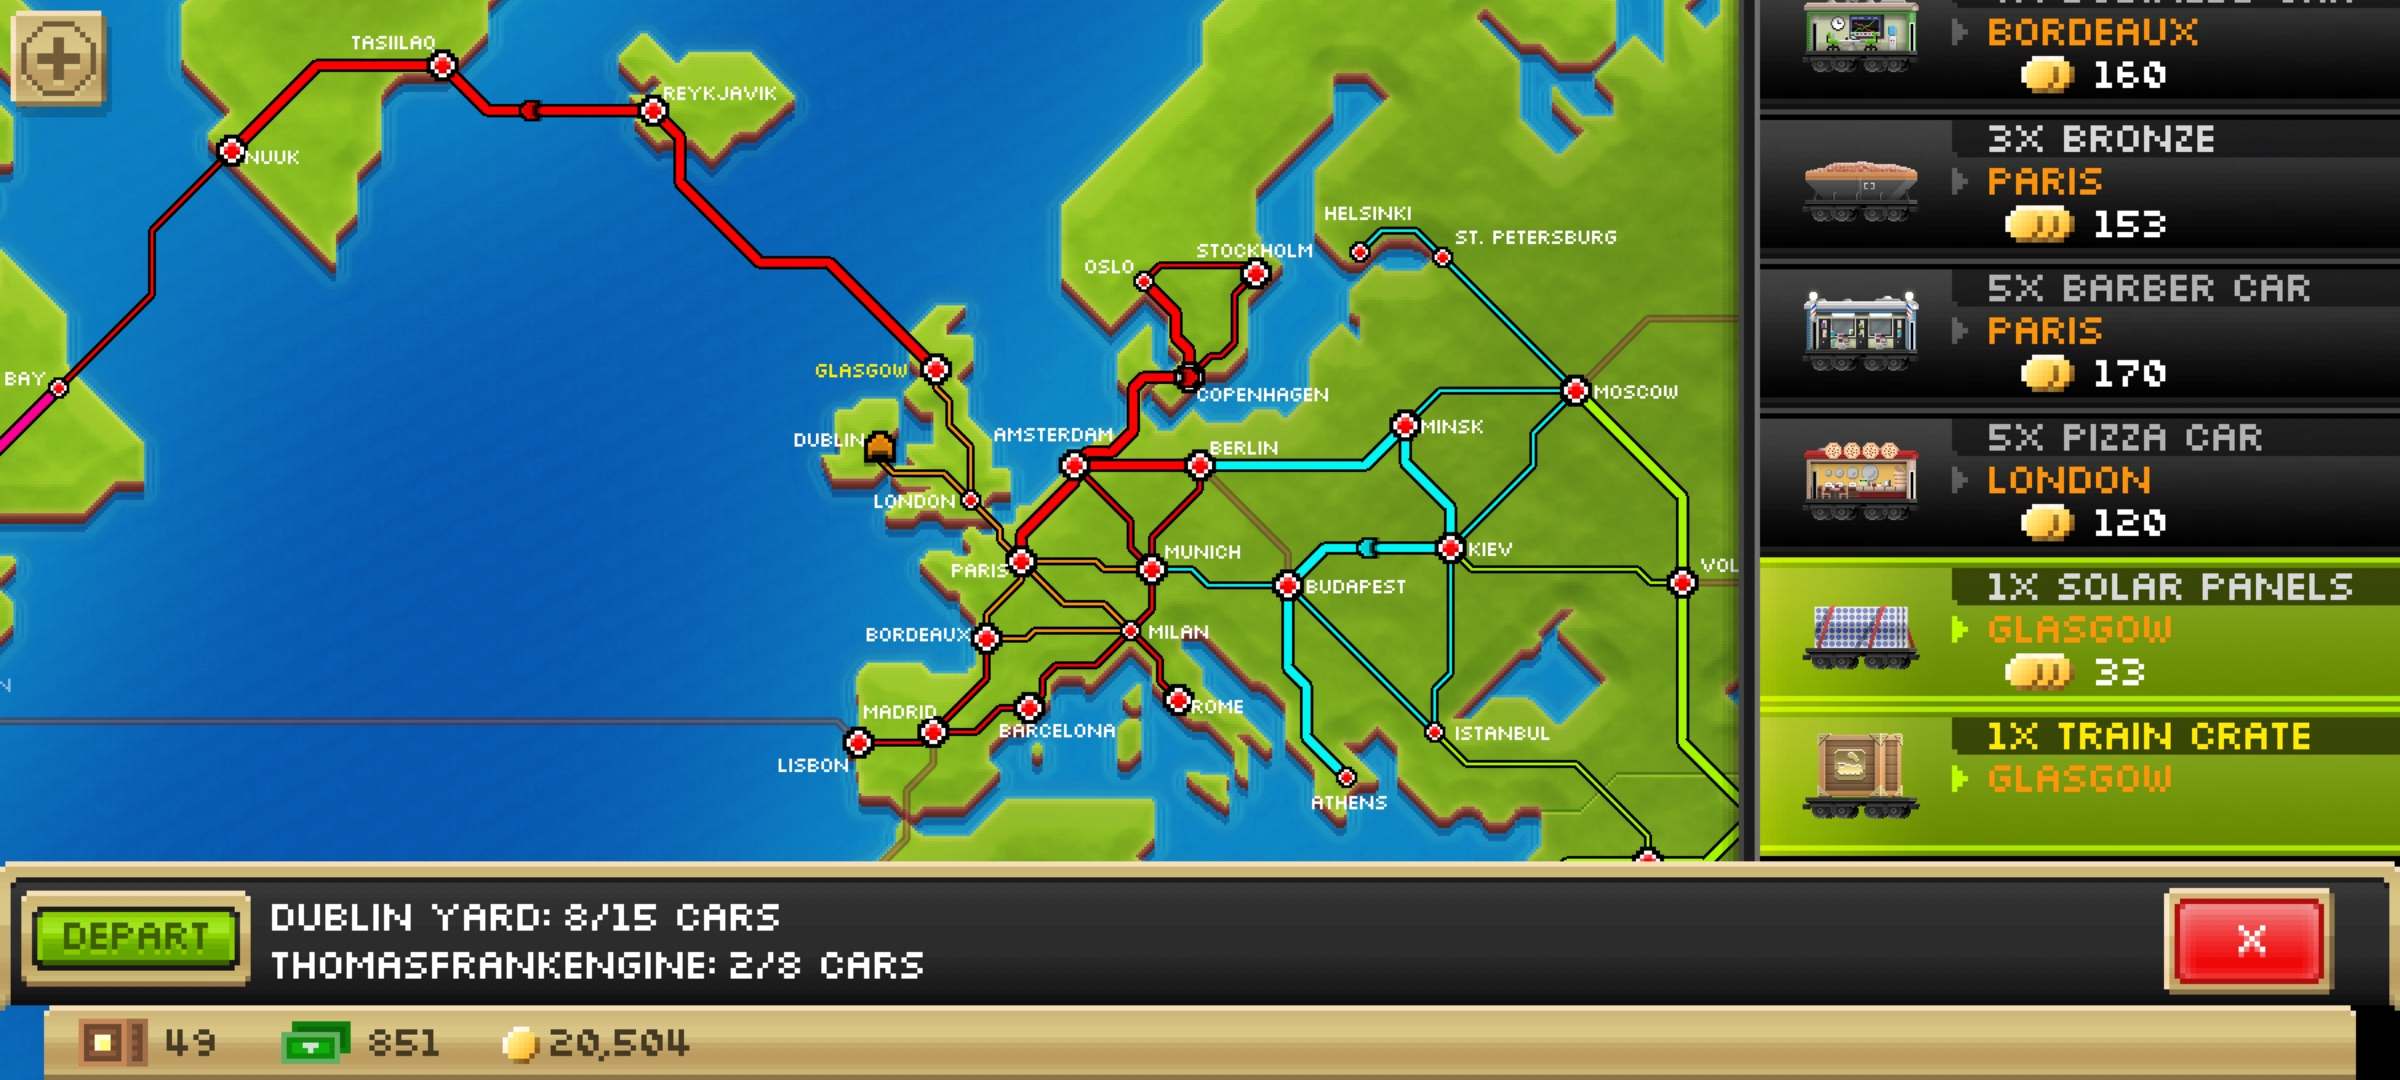 TASIILAQ
REYKJAVIK
NUUK
BAY
HELSINKI
ST. PETERSBURG
STOCKHOLM
OSLO
GLASGOW
COPENHAGEN
MOSCOW
AMSTERDAM
MINSK
DUBLIN
BERLIN
LONDON
MUNICH
KIEV
VOL
PARIS
BUDAPEST
BORDEAUX
MILAN
N
MADRID
ROME
BARCELONA
ISTANBUL
LISBON
ATHENS
BORDEAUX
160
3X BRONZE
PARIS
153
5X BARBER CAR
PARIS
170
5X PIZZA CAR
LONDON
120
1X SOLAR PANELS
GLASGOW
33
1X TRAIN CRATE
GLASGOW
DEPART
DUBLIN YARD: 8/15 CARS
THOMASFRANKENGINE: 2/8 CARS
X
49
851
20,504